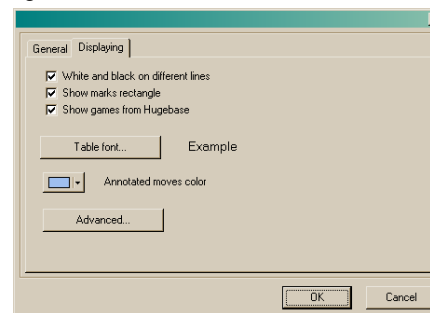 General Displaying
White and black on different lines
Show marks rectangle
Show games from Hugebase
Table font... Example
Annotated moves color
Advanced...
OK Cancel